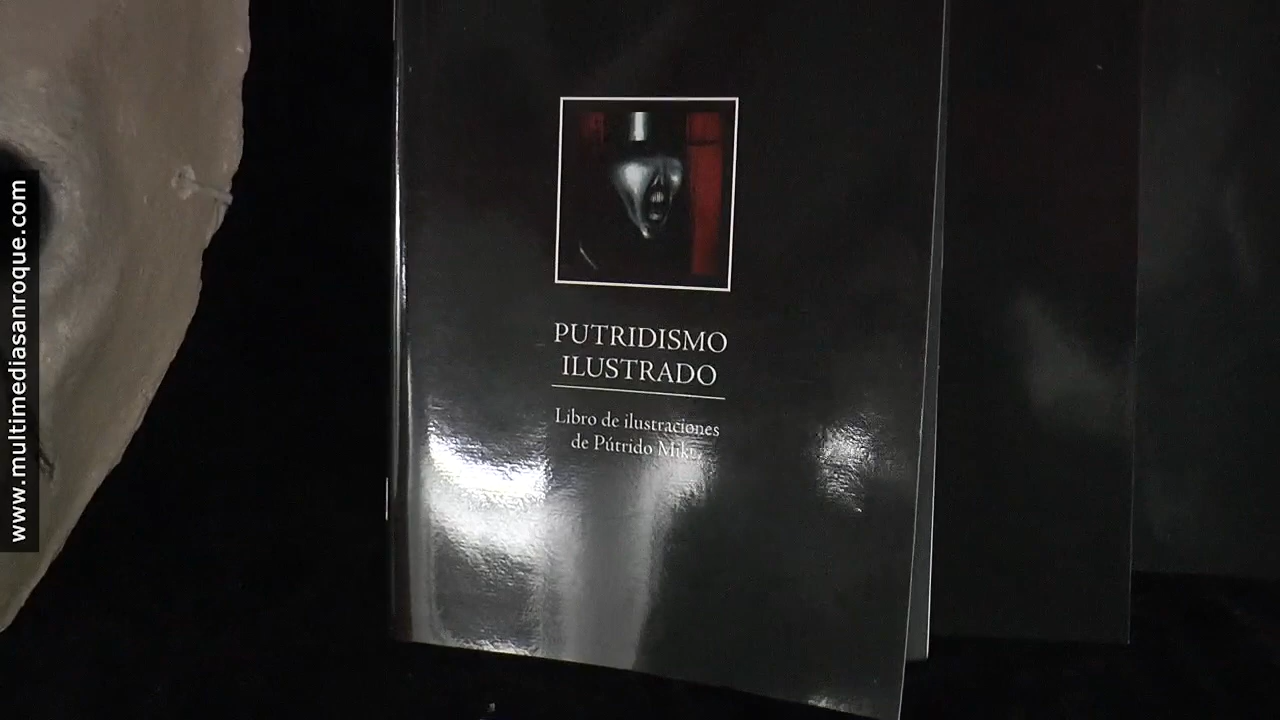 www.multimediasanroque.com
PUTRIDISMO
ILUSTRADO
Libro de ilustraciones
de Pútrido